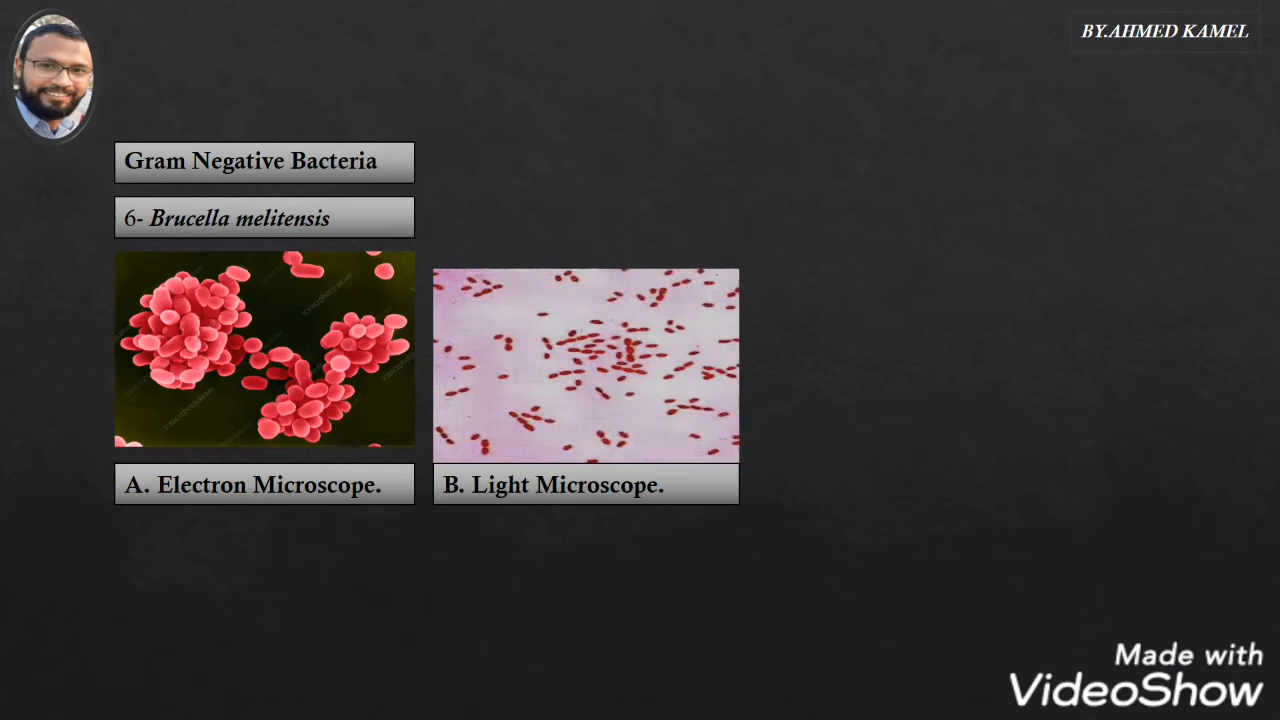 BY.AHMED KAMEL
Gram Negative Bacteria
6- Brucella melitensis
A. Electron Microscope.
B. Light Microscope.
Made with
VideoShow